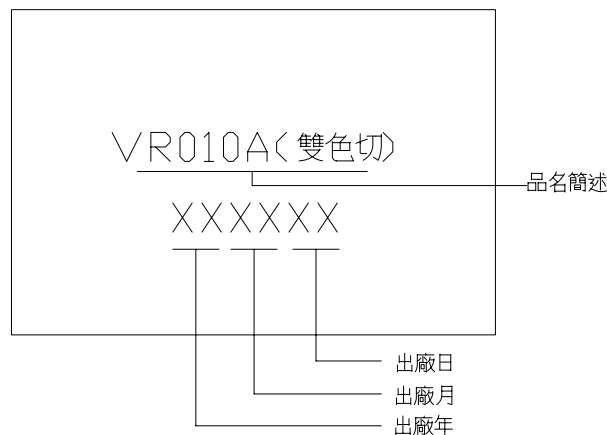 VR010A(雙色切)
品名簡述
XXXXXX
出廠日
出廠月
出廠年